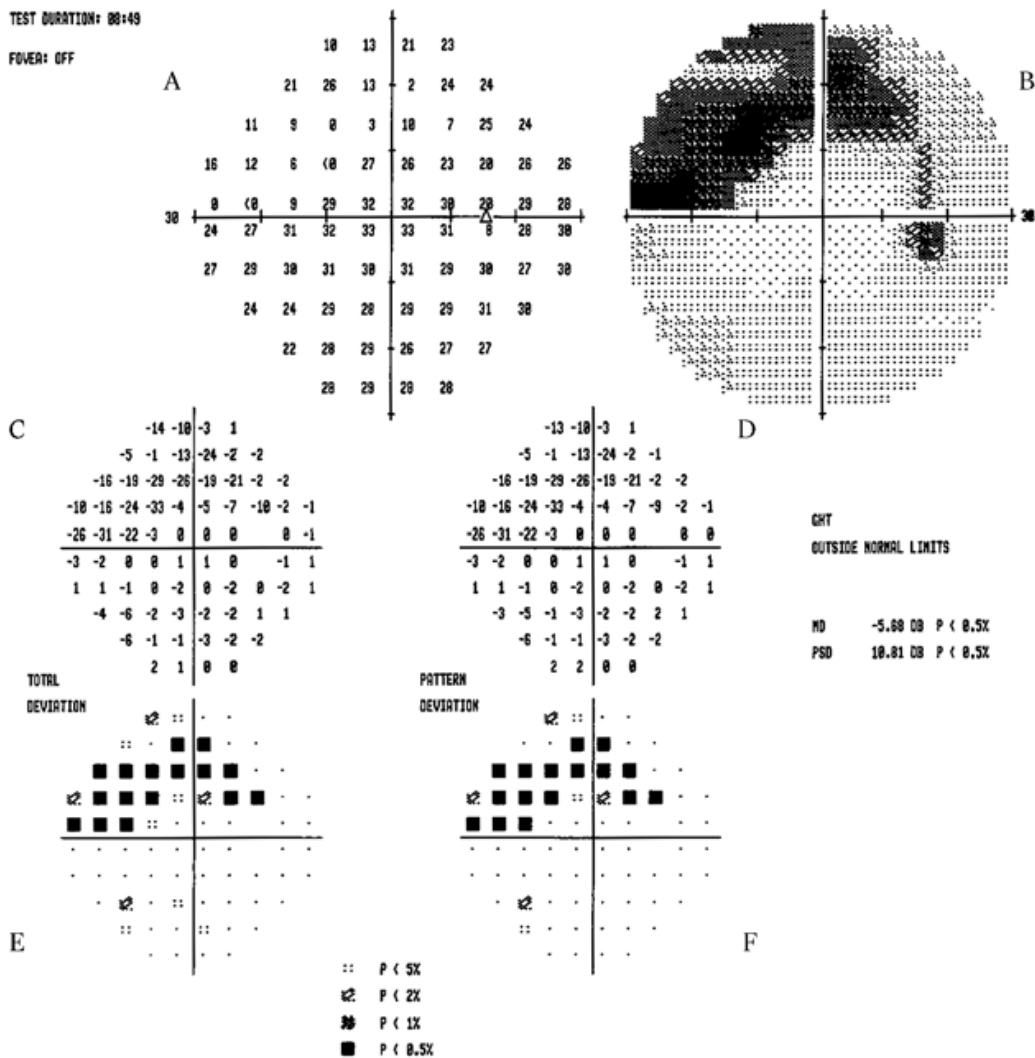 TEST DURATION: 08:49
FOVEA: OFF
A
B
10 13 21 23
21 26 13 2 24 24
11 9 0 3 10 7 25 24
16 12 6 (0 27 26 23 20 26 26
0 (0 9 29 32 32 30 20 29 28
30 30
24 27 31 32 33 33 31 8 28 30
27 29 30 31 30 31 29 30 27 30
24 24 29 28 29 29 31 30
22 28 29 26 27 27
28 29 28 28
C
D
-14 -10 -3 1
-5 -1 -13 -24 -2 -2
-16 -19 -29 -26 -19 -21 -2 -2
-10 -16 -24 -33 -4 -5 -7 -10 -2 -1
-26 -31 -22 -3 0 0 0 0 -1
-3 -2 0 0 1 1 0 -1 1
1 1 -1 0 -2 0 -2 0 -2 1
-4 -6 -2 -3 -2 -2 1 1
-6 -1 -1 -3 -2 -2
2 1 0 0
TOTAL
DEVIATION
-13 -10 -3 1
-5 -1 -13 -24 -2 -1
-16 -19 -29 -26 -19 -21 -2 -2
-10 -16 -24 -33 -4 -4 -7 -9 -2 -1
-26 -31 -22 -3 0 0 0 0 0
-3 -2 0 0 1 1 0 -1 1
1 1 -1 0 -2 0 -2 0 -2 1
-3 -5 -1 -3 -2 -2 2 1
-6 -1 -1 -3 -2 -2
2 2 0 0
PATTERN
DEVIATION
GHT
OUTSIDE NORMAL LIMITS
MD -5.68 DB P < 0.5%
PSD 10.81 DB P < 0.5%
E
F
:: P < 5%
P < 2%
P < 1%
■ P < 0.5%